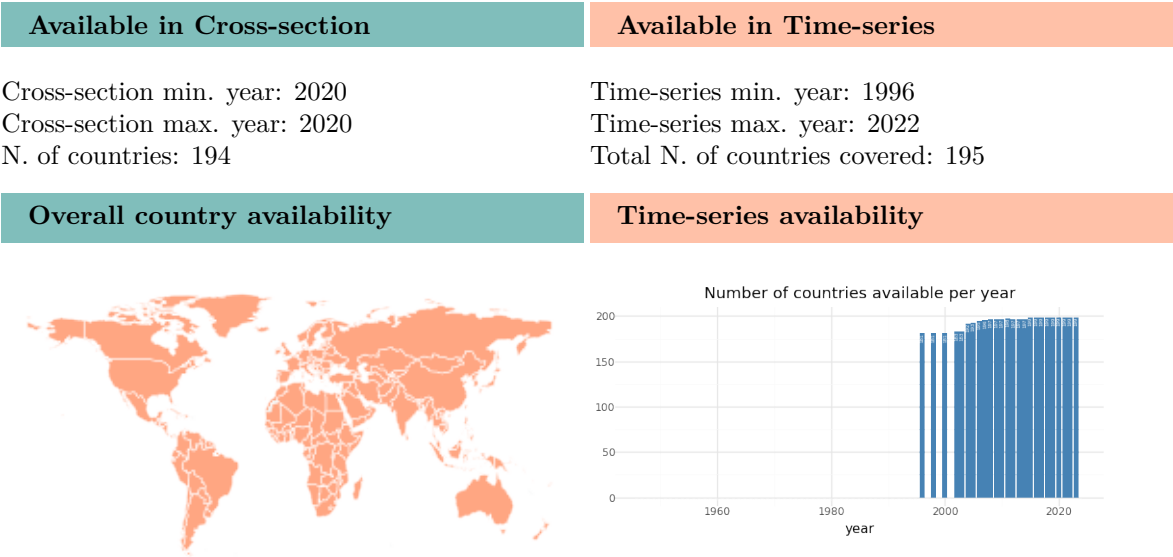 Available in Cross-section
Cross-section min. year: 2020
Cross-section max. year: 2020
N. of countries: 194
Available in Time-series
Time-series min. year: 1996
Time-series max. year: 2022
Total N. of countries covered: 195
Overall country availability
Time-series availability
Number of countries available per year
200
150
100
50
0
1960
1980
2000
2020
year